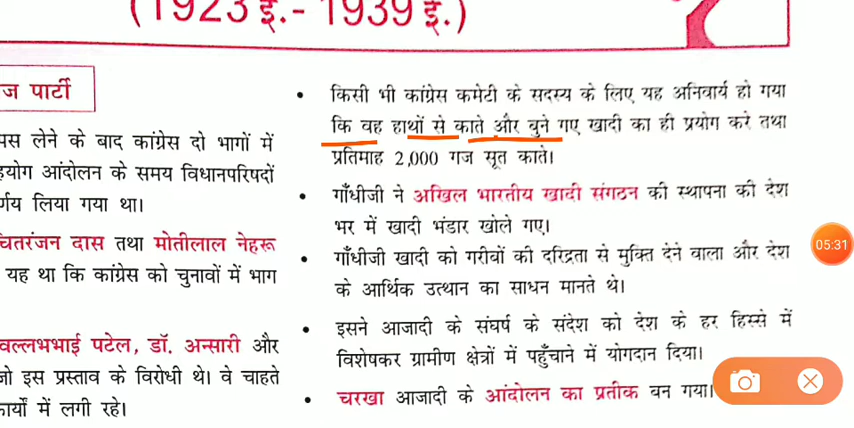 (1923 ई.- 1939 ई.)
ज पार्टी
लेने के बाद कांग्रेस दो भागों में
आंदोलन के समय विधानपरिषदों
लिया गया था।
चितरंजन दास तथा मोतीलाल नेहरू
यह था कि कांग्रेस को चुनावों में भाग
वल्लभभाई पटेल, डॉ. अन्सारी और
जो इस प्रस्ताव के विरोधी थे। वे चाहते
में लगी रहे।
• किसी भी कांग्रेस कमेटी के सदस्य के लिए यह अनिवार्य हो गया
कि वह हाथों से काते और बुने गए खादी का ही प्रयोग करे तथा
प्रतिमाह 2,000 गज सूत काते।
• गाँधीजी ने अखिल भारतीय खादी संगठन की स्थापना की देश
भर में खादी भंडार खोले गए।
• गाँधीजी खादी को गरीबों की दरिद्रता से मुक्ति देने वाला और देश
के आर्थिक उत्थान का साधन मानते थे।
• इसने आजादी के संघर्ष के संदेश को देश के हर हिस्से में
विशेषकर ग्रामीण क्षेत्रों में पहुँचाने में योगदान दिया।
• चरखा आजादी के आंदोलन का प्रतीक बन गया।
05:31